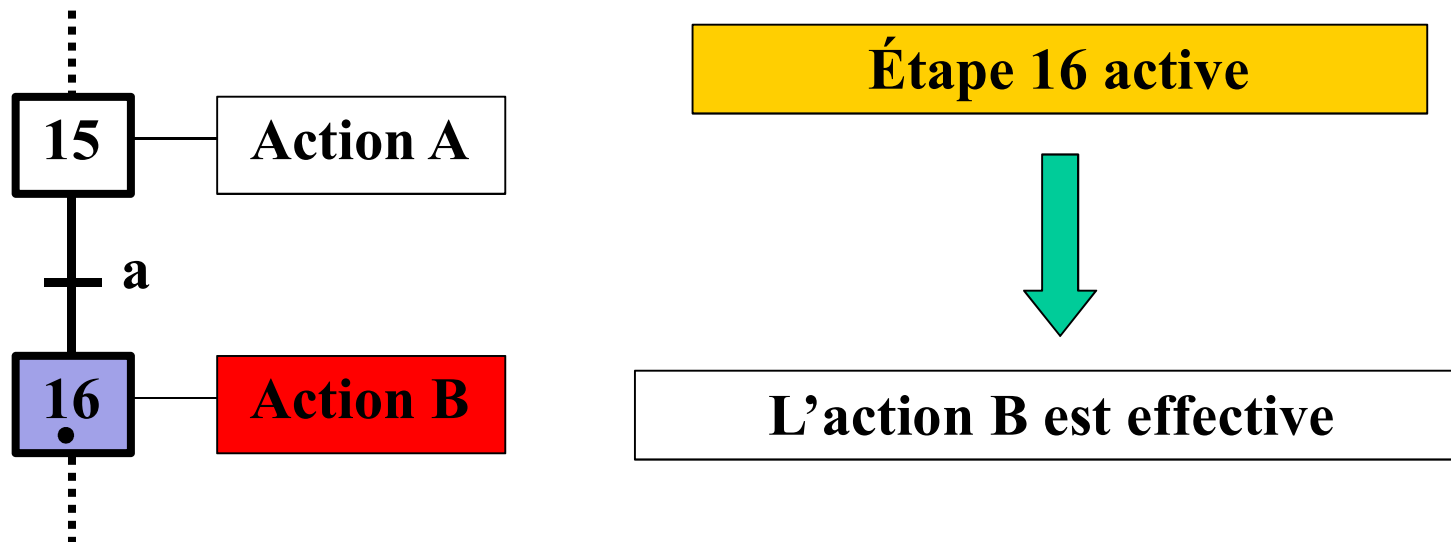 Étape 16 active
15
Action A
a
16
Action B
L’action B est effective